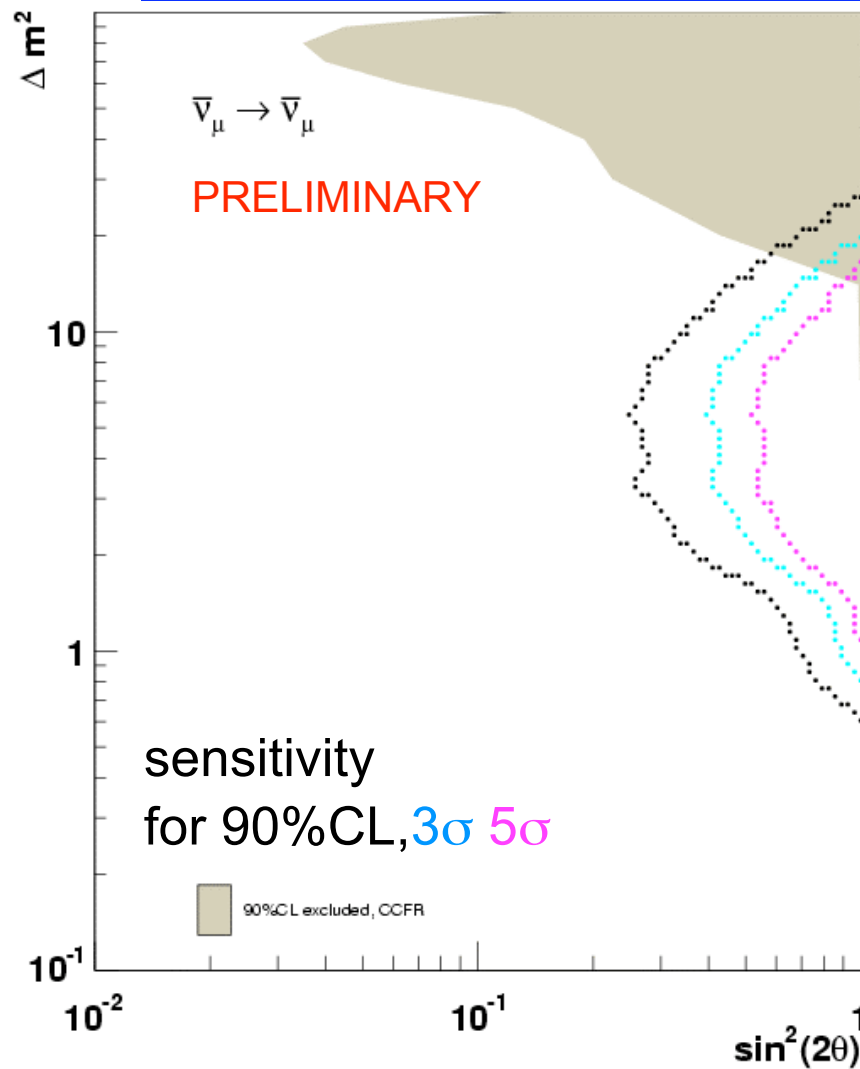 Δ m²
ν̄μ → ν̄μ
PRELIMINARY
10
1
sensitivity
for 90%CL,3σ 5σ
90%CL excluded, CCFR
10⁻¹
10⁻² 10⁻¹ 1
sin²(2θ)